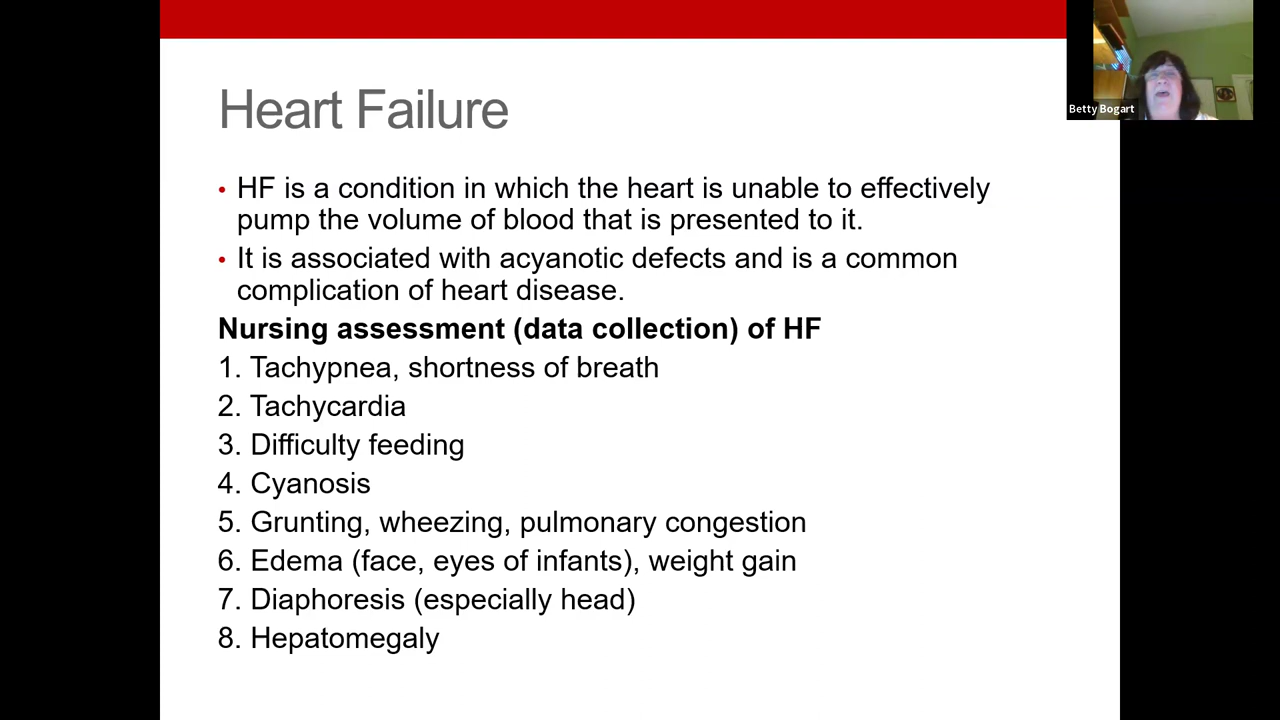 Heart Failure
• HF is a condition in which the heart is unable to effectively
pump the volume of blood that is presented to it.
• It is associated with acyanotic defects and is a common
complication of heart disease.
Nursing assessment (data collection) of HF
1. Tachypnea, shortness of breath
2. Tachycardia
3. Difficulty feeding
4. Cyanosis
5. Grunting, wheezing, pulmonary congestion
6. Edema (face, eyes of infants), weight gain
7. Diaphoresis (especially head)
8. Hepatomegaly
Betty Bogart